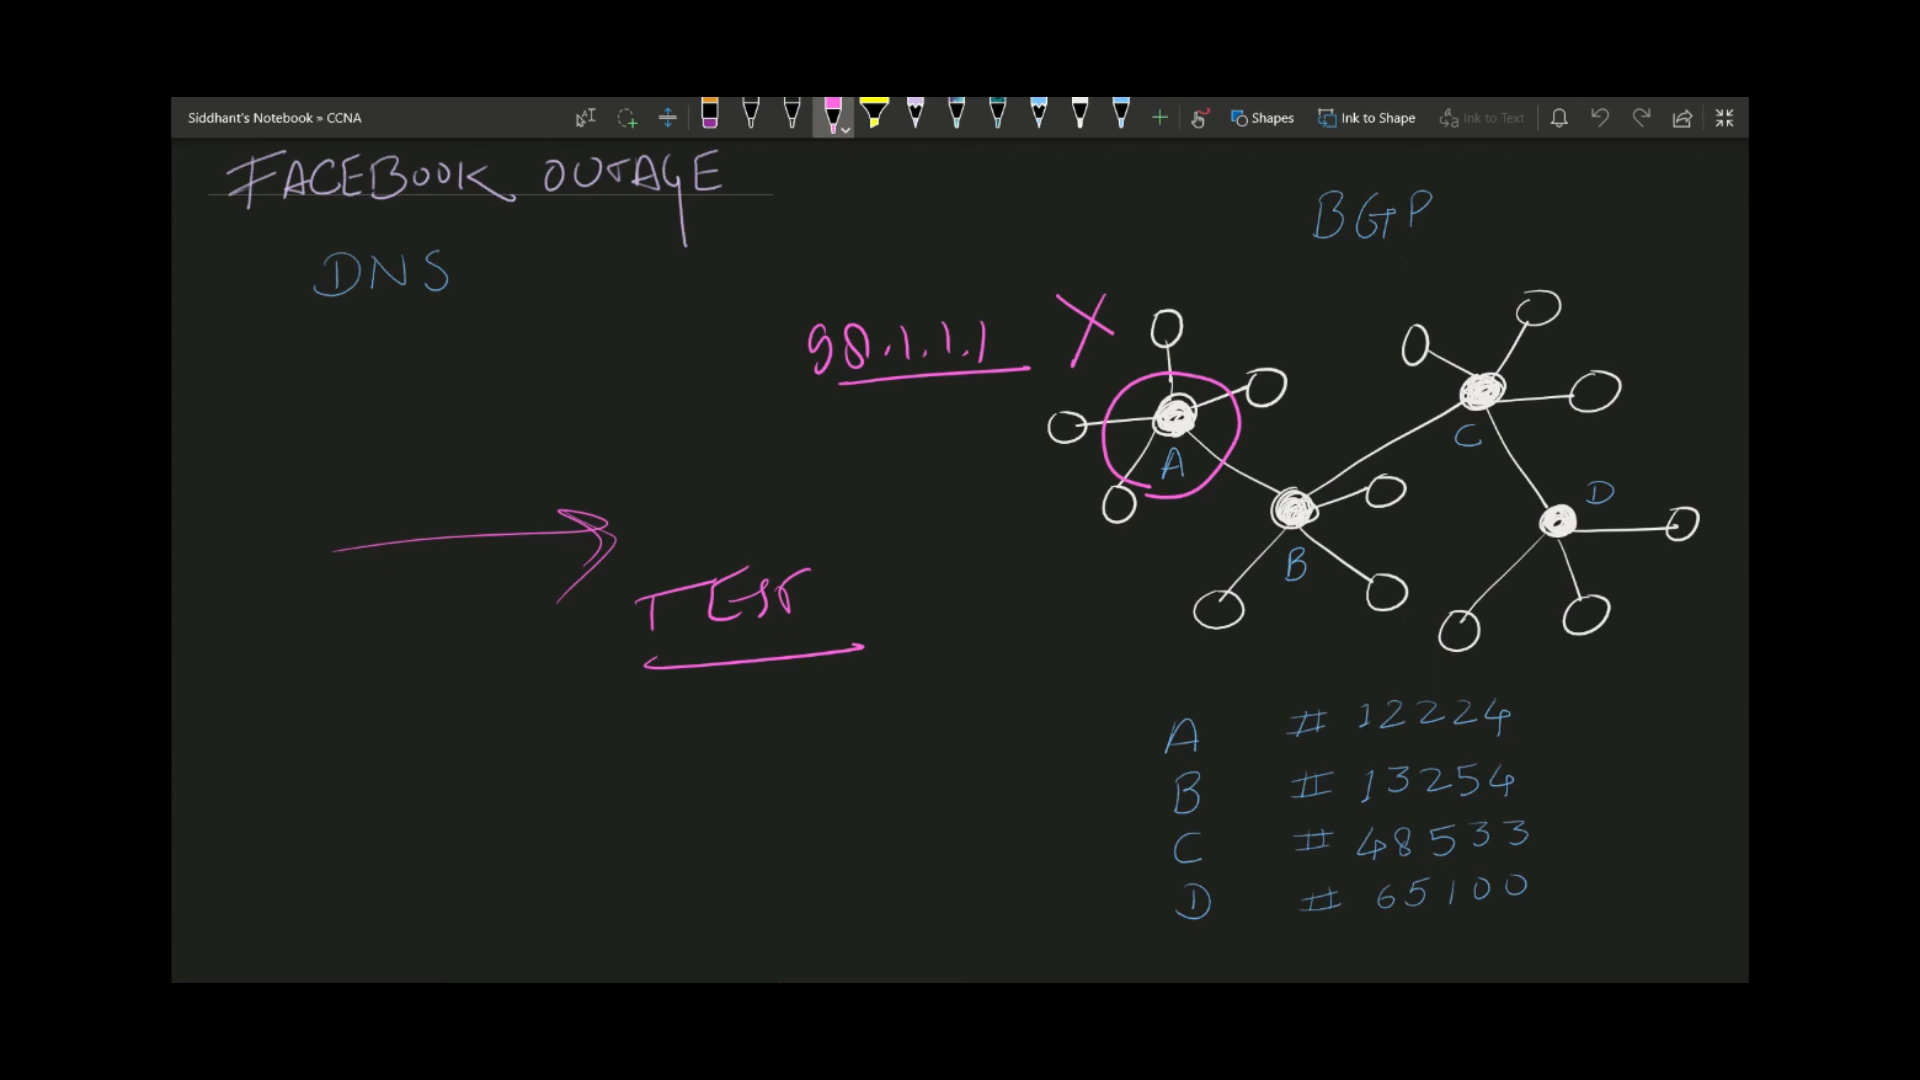 Siddhant's Notebook » CCNA
Shapes
Ink to Shape
Ink to Text
FACEBOOK OUTAGE
BGP
DNS
98.1.1.1 X
A
C
D
B
TEST
A # 12224
B # 13254
C # 48533
D # 65100